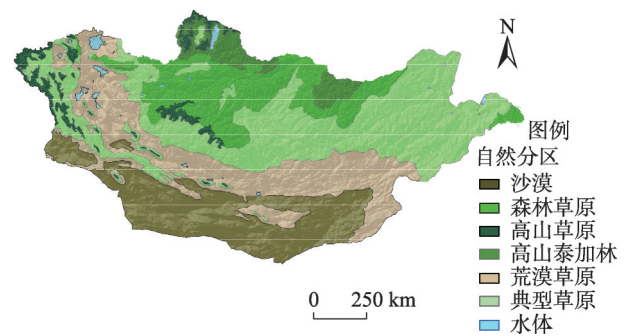 N
图例
自然分区
沙漠
森林草原
高山草原
高山泰加林
荒漠草原
典型草原
水体
0 250 km